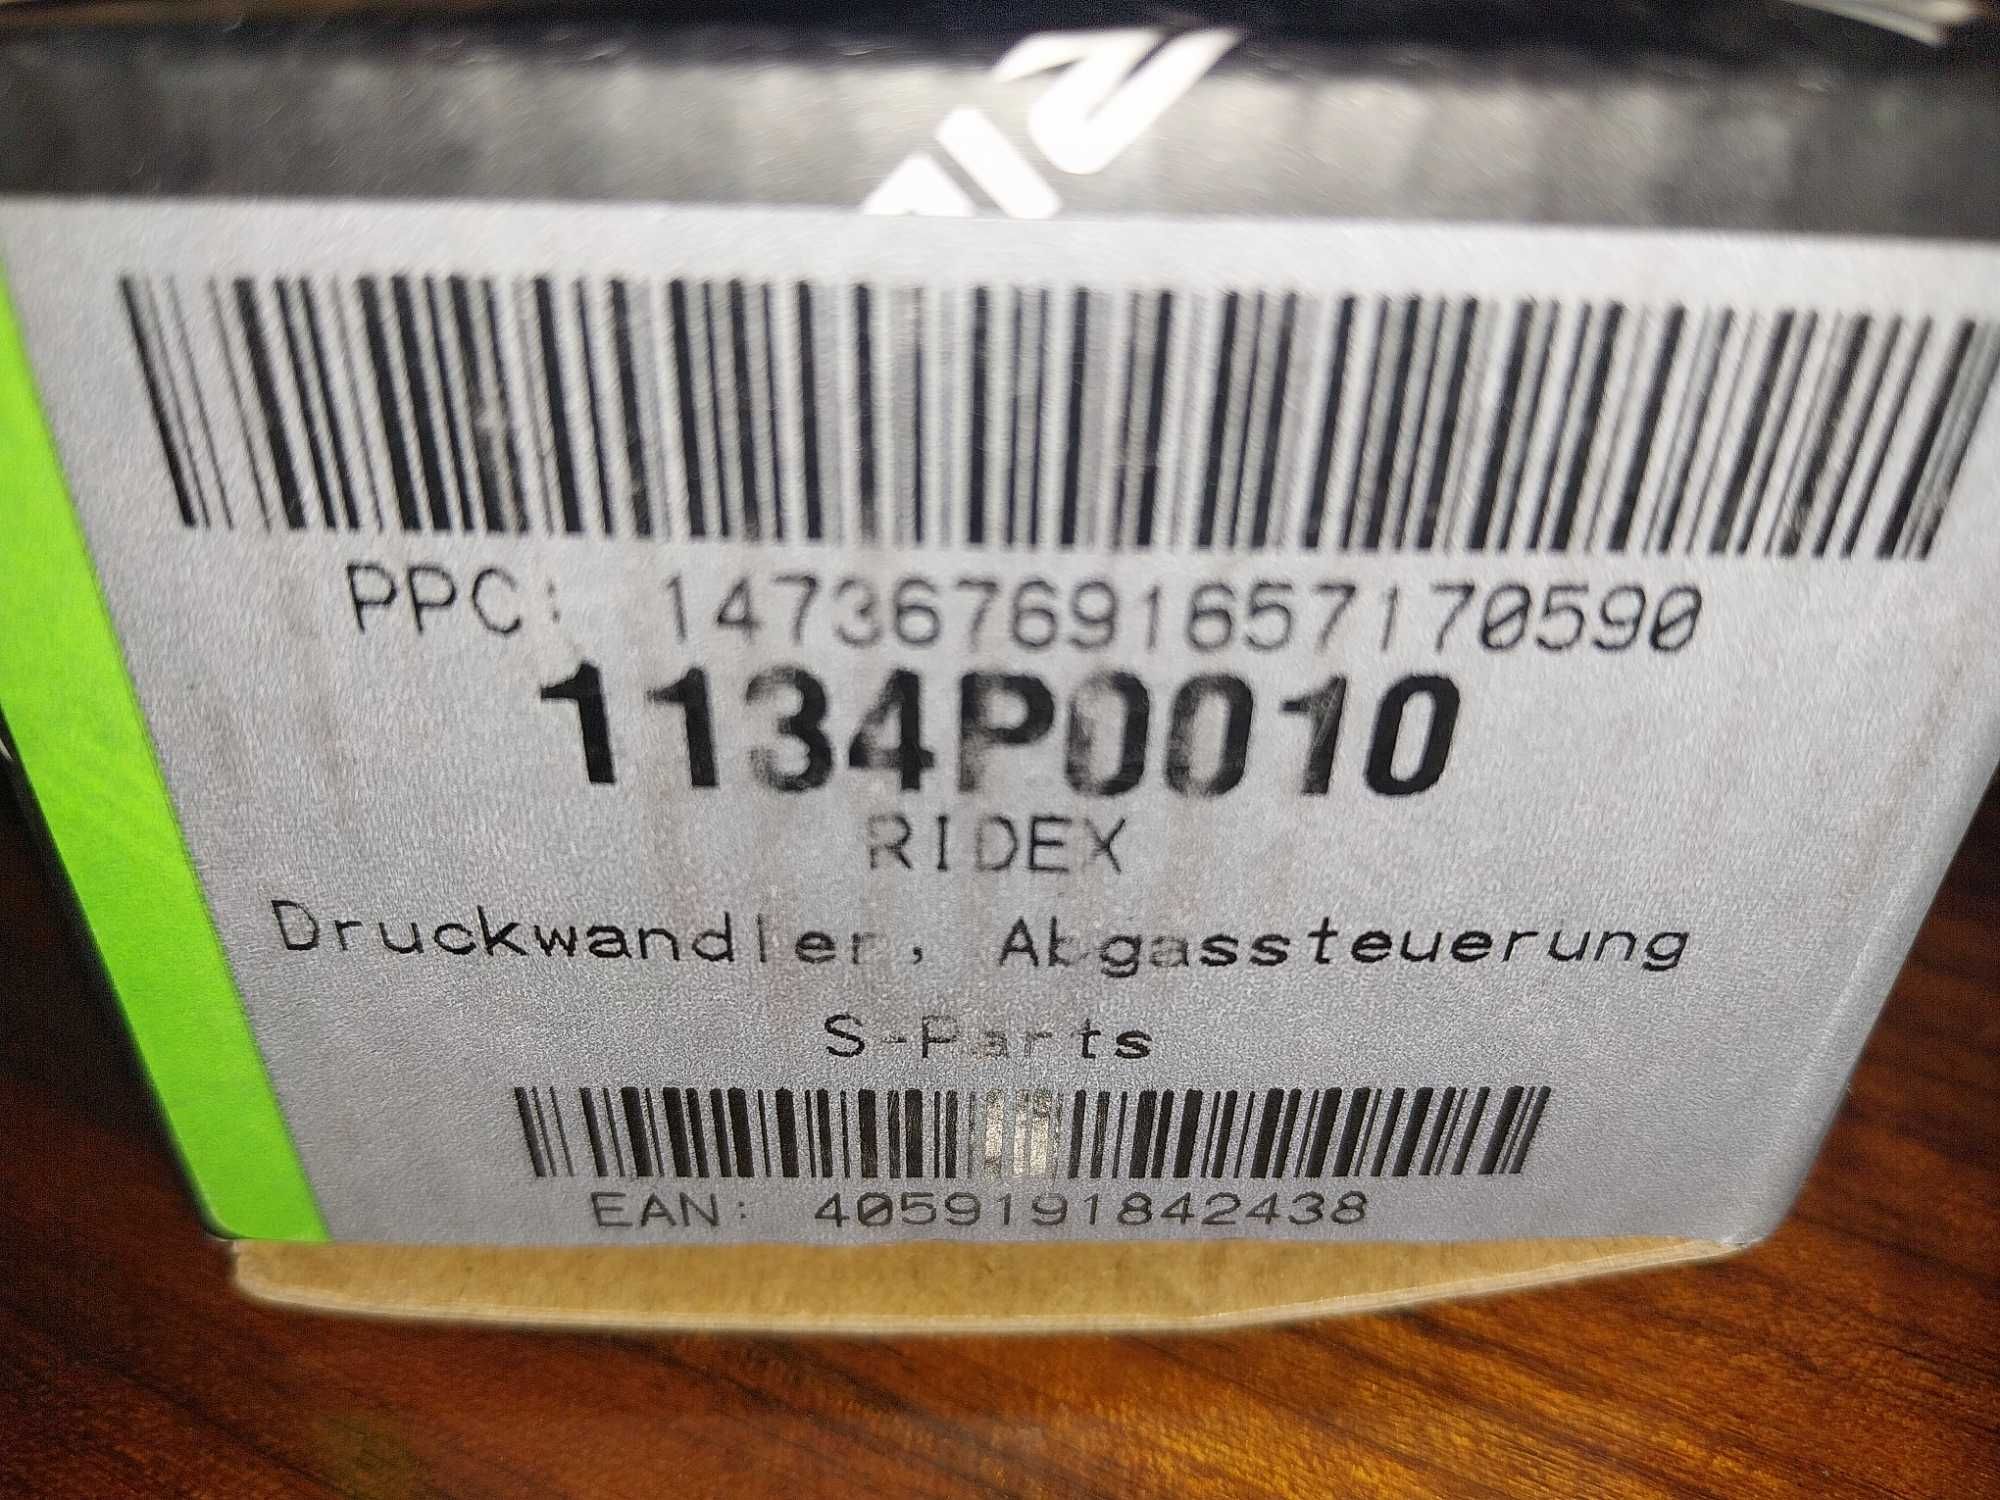 PPC: 147367691657170590
1134P0010
RIDEX
Druckwandler, Abgassteuerung
S-Parts
EAN: 4059191842438